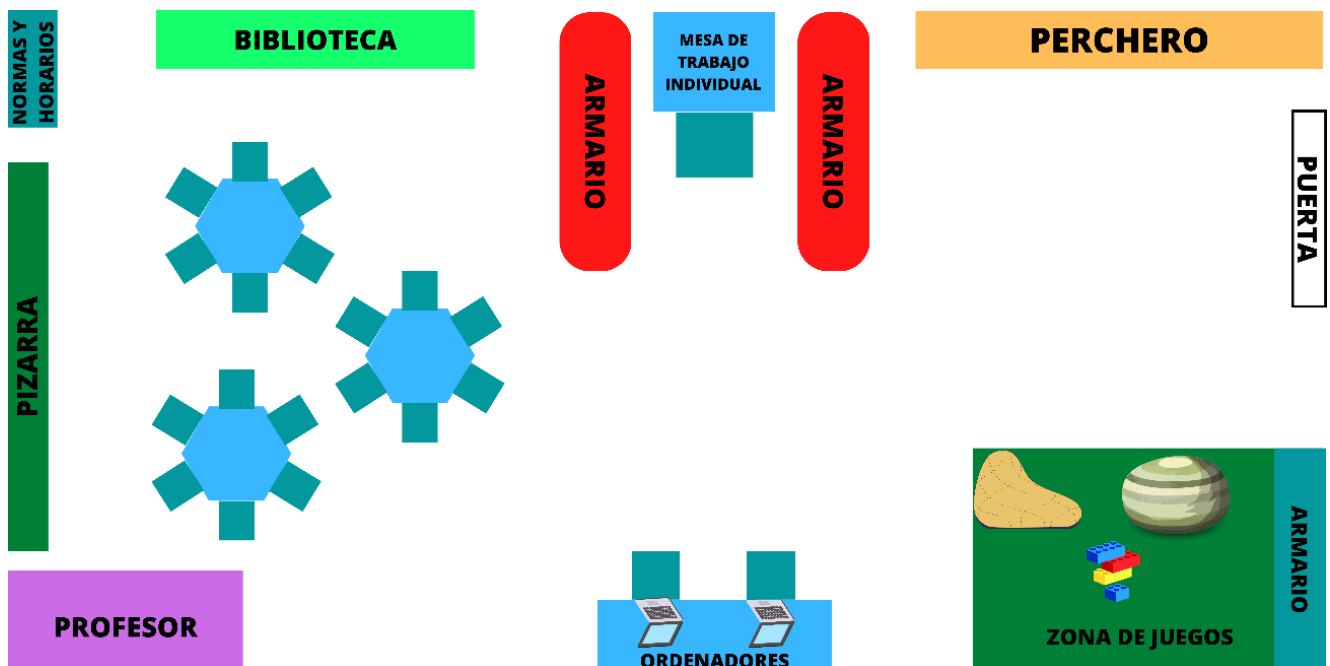 NORMAS Y
HORARIOS
BIBLIOTECA
ARMARIO
MESA DE
TRABAJO
INDIVIDUAL
ARMARIO
PERCHERO
PUERTA
PIZARRA
PROFESOR
ORDENADORES
ZONA DE JUEGOS
ARMARIO